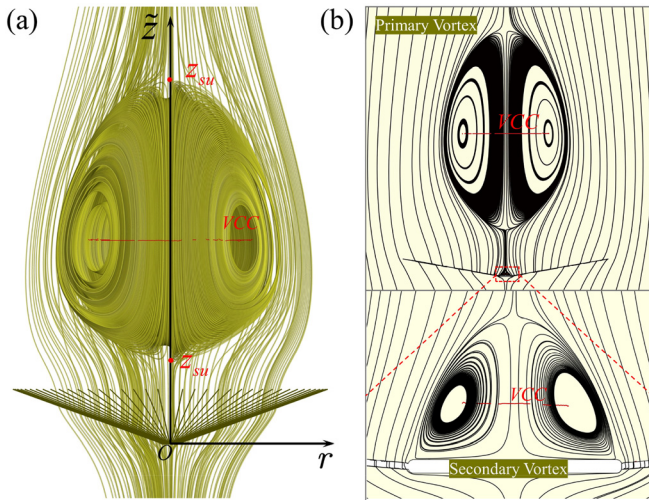 (a)
z̃
z_su
VCC
z_su
O
r
(b)
Primary Vortex
VCC
VCC
Secondary Vortex